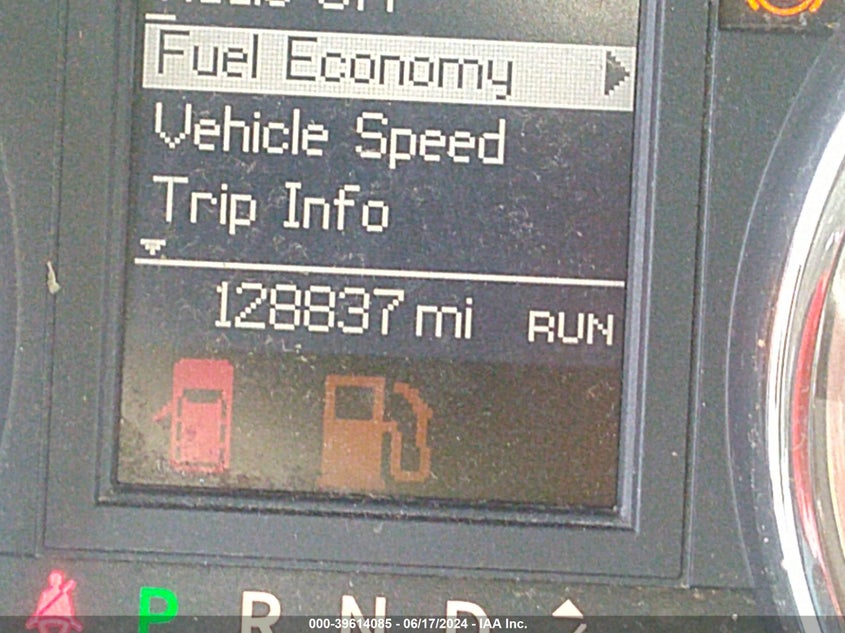 Fuel Economy
Vehicle Speed
Trip Info
128837 mi RUN
P R N D
000-39614085 - 06/17/2024 - IAA Inc.